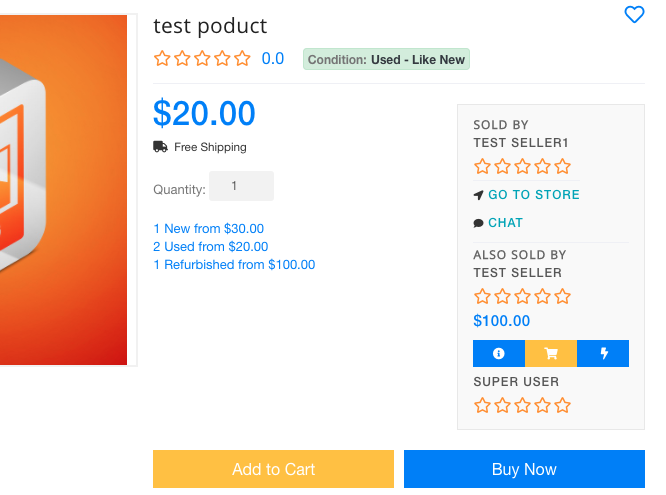 test poduct
0.0
Condition: Used - Like New
$20.00
Free Shipping
Quantity: 1
1 New from $30.00
2 Used from $20.00
1 Refurbished from $100.00
SOLD BY
TEST SELLER1
GO TO STORE
CHAT
ALSO SOLD BY
TEST SELLER
$100.00
SUPER USER
Add to Cart
Buy Now